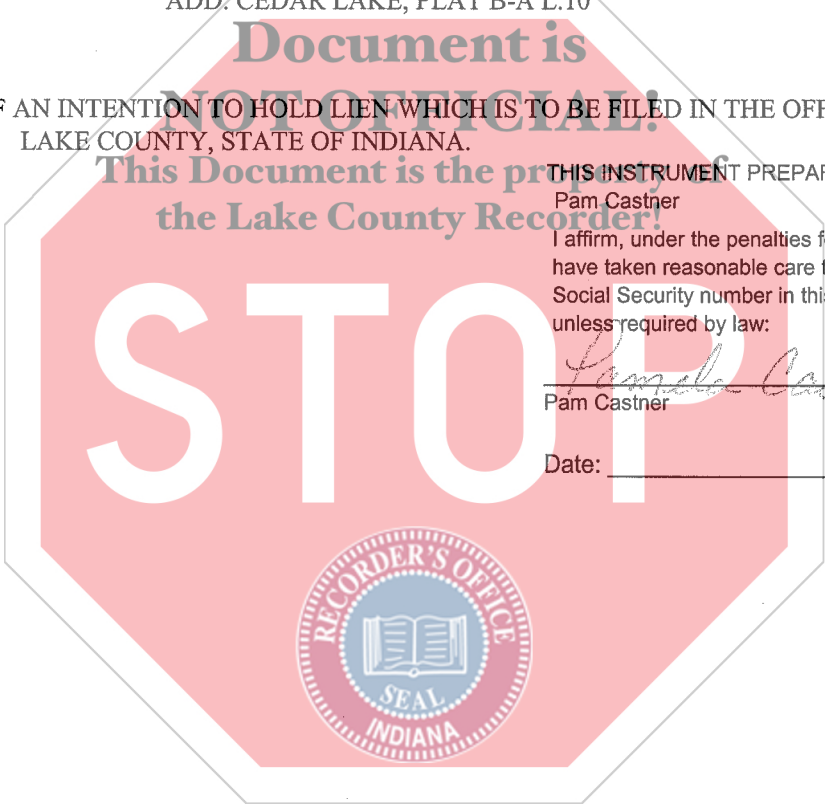 ADD. CEDAR LAKE, PLAT B-A L.10
Document is
NOT OFFICIAL!
AN INTENTION TO HOLD LIEN WHICH IS TO BE FILED IN THE OFF
LAKE COUNTY, STATE OF INDIANA.
This Document is the property of
the Lake County Recorder!
THIS INSTRUMENT PREPAR
Pam Castner
I affirm, under the penalties f
have taken reasonable care t
Social Security number in this
unless required by law:
Pamela Cas
Pam Castner
Date:
STOP
RECORDER'S OFFICE
SEAL
INDIANA